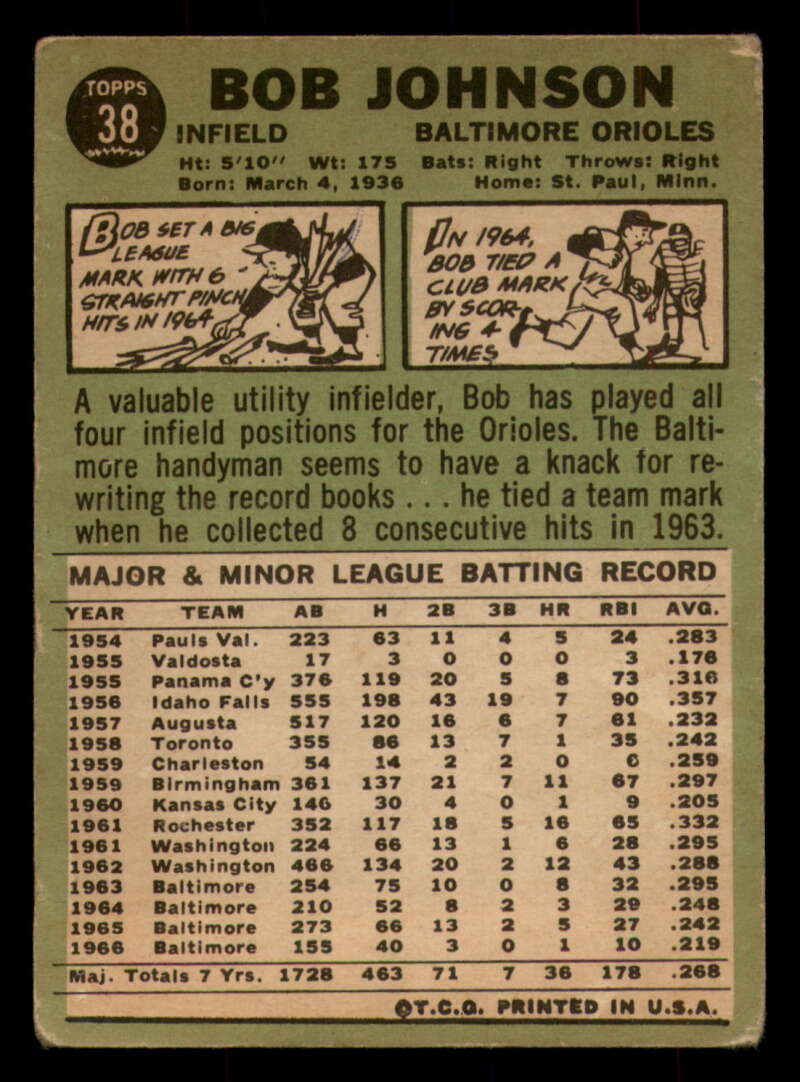 TOPPS
38
BOB JOHNSON
INFIELD BALTIMORE ORIOLES
Ht: 5'10" Wt: 175 Bats: Right Throws: Right
Born: March 4, 1936 Home: St. Paul, Minn.
BOB SET A BIG
LEAGUE
MARK WITH 6
STRAIGHT PINCH
HITS IN 1964
IN 1964,
BOB TIED A
CLUB MARK
BY SCOR-
ING 4
TIMES
A valuable utility infielder, Bob has played all
four infield positions for the Orioles. The Balti-
more handyman seems to have a knack for re-
writing the record books . . . he tied a team mark
when he collected 8 consecutive hits in 1963.
MAJOR & MINOR LEAGUE BATTING RECORD
YEAR TEAM AB H 2B 3B HR RBI AVG.
1954 Pauls Val. 223 63 11 4 5 24 .283
1955 Valdosta 17 3 0 0 0 3 .176
1955 Panama C'y 376 119 20 5 8 73 .316
1956 Idaho Falls 555 198 43 19 7 90 .357
1957 Augusta 517 120 16 6 7 61 .232
1958 Toronto 355 86 13 7 1 35 .242
1959 Charleston 54 14 2 2 0 6 .259
1959 Birmingham 361 137 21 7 11 67 .297
1960 Kansas City 146 30 4 0 1 9 .205
1961 Rochester 352 117 18 5 16 65 .332
1961 Washington 224 66 13 1 6 28 .295
1962 Washington 466 134 20 2 12 43 .288
1963 Baltimore 254 75 10 0 8 32 .295
1964 Baltimore 210 52 8 2 3 29 .248
1965 Baltimore 273 66 13 2 5 27 .242
1966 Baltimore 155 40 3 0 1 10 .219
Maj. Totals 7 Yrs. 1728 463 71 7 36 178 .268
©T.C.G. PRINTED IN U.S.A.